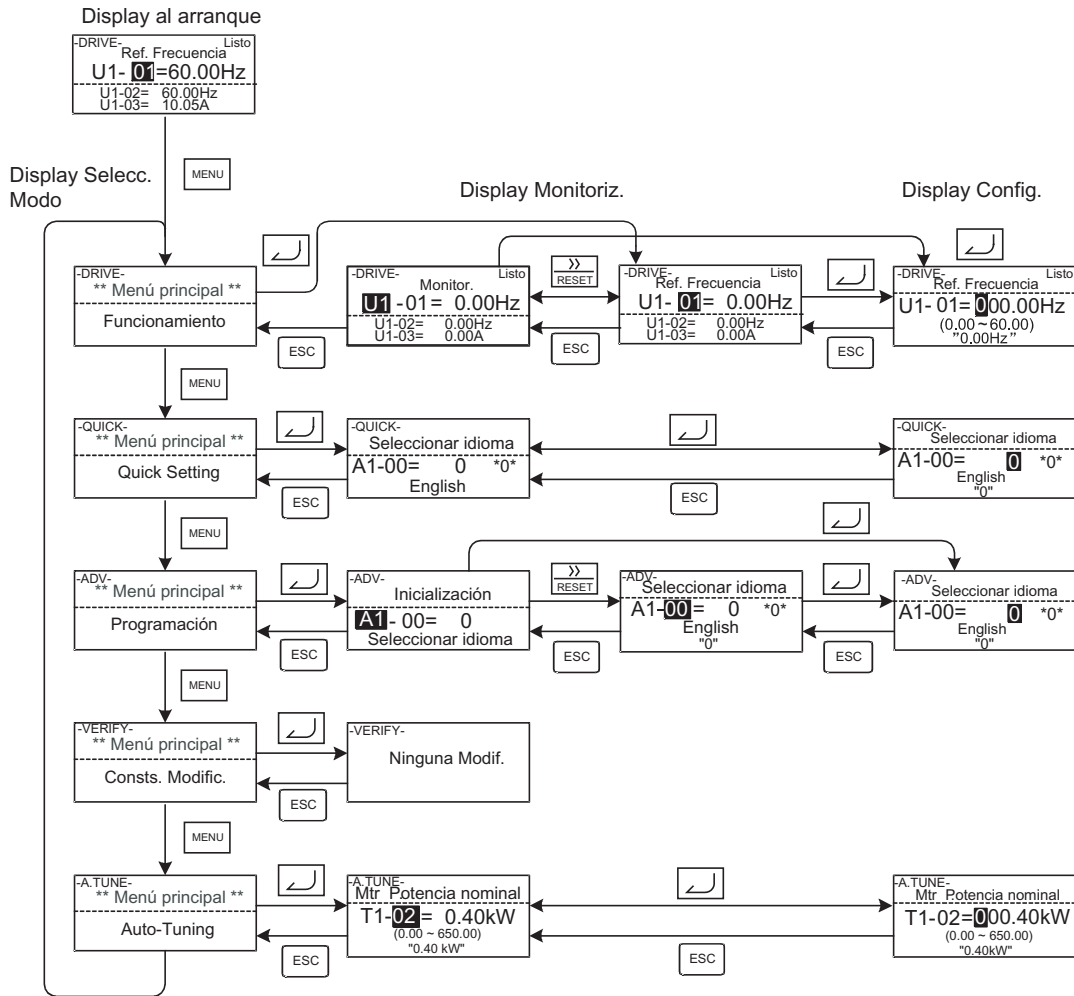 Display al arranque
-DRIVE- Listo
Ref. Frecuencia
U1- 01=60.00Hz
U1-02= 60.00Hz
U1-03= 10.05A
Display Selecc.
Modo
MENU
Display Monitoriz.
Display Config.
-DRIVE-
** Menú principal **
Funcionamiento
-DRIVE- Listo
Monitor.
U1 -01= 0.00Hz
U1-02= 0.00Hz
U1-03= 0.00A
>> RESET
-DRIVE- Listo
Ref. Frecuencia
U1- 01= 0.00Hz
U1-02= 0.00Hz
U1-03= 0.00A
-DRIVE- Listo
Ref. Frecuencia
U1- 01= 000.00Hz
(0.00 ~ 60.00)
"0.00Hz"
ESC
ESC
ESC
MENU
-QUICK-
** Menú principal **
Quick Setting
-QUICK-
Seleccionar idioma
A1-00= 0 *0*
English
-QUICK-
Seleccionar idioma
A1-00= 0 *0*
English
"0"
ESC
ESC
MENU
-ADV-
** Menú principal **
Programación
-ADV-
Inicialización
A1 - 00= 0
Seleccionar idioma
>> RESET
-ADV-
Seleccionar idioma
A1-00 = 0 *0*
English
"0"
-ADV-
Seleccionar idioma
A1-00= 0 *0*
English
"0"
ESC
ESC
ESC
MENU
-VERIFY-
** Menú principal **
Consts. Modific.
-VERIFY-
Ninguna Modif.
ESC
MENU
-A.TUNE-
** Menú principal **
Auto-Tuning
-A.TUNE-
Mtr Potencia nominal
T1-02 = 0.40kW
(0.00 ~ 650.00)
"0.40 kW"
-A.TUNE-
Mtr Potencia nominal
T1-02=000.40kW
(0.00 ~ 650.00)
"0.40kW"
ESC
ESC